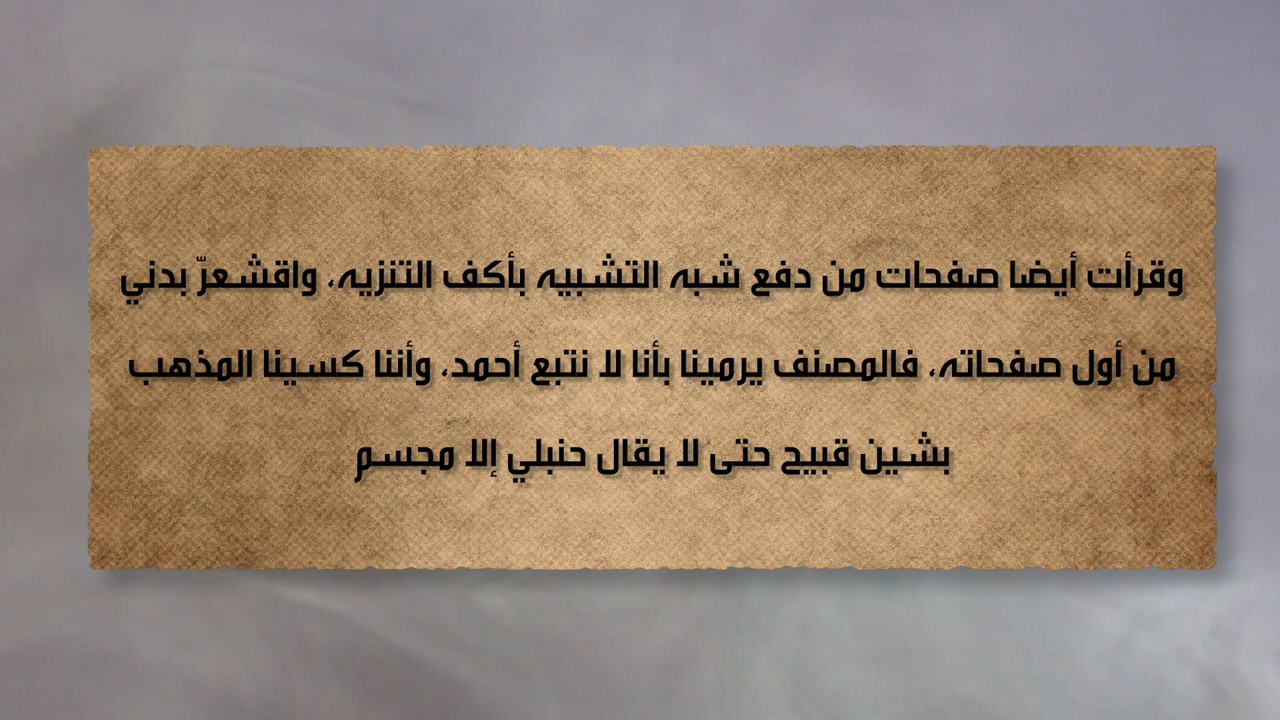 وقرأت أيضا صفحات من دفع شبه التشبيه بأكف التنزيه، واقشعرّ بدني
من أول صفحاته، فالمصنف يرمينا بأنا لا نتبع أحمد، وأننا كسينا المذهب
بشين قبيح حتى لا يقال حنبلي إلا مجسم